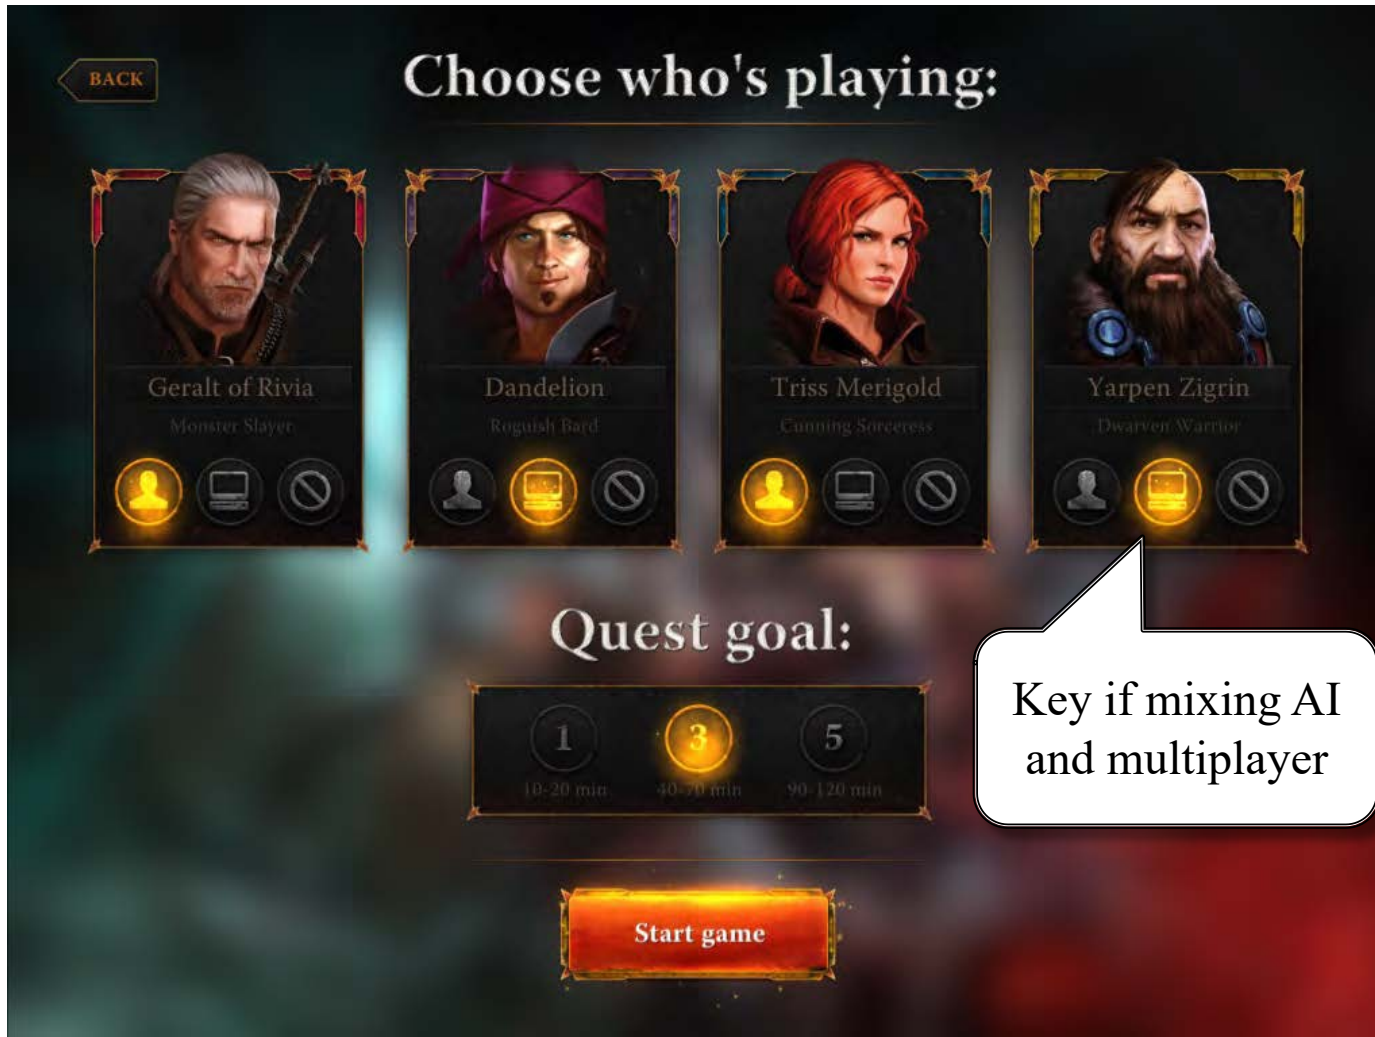 BACK
Choose who's playing:
Geralt of Rivia
Monster Slayer
Dandelion
Roguish Bard
Triss Merigold
Cunning Sorceress
Yarpen Zigrin
Dwarven Warrior
Quest goal:
1
10-20 min
3
40-70 min
5
90-120 min
Key if mixing AI
and multiplayer
Start game